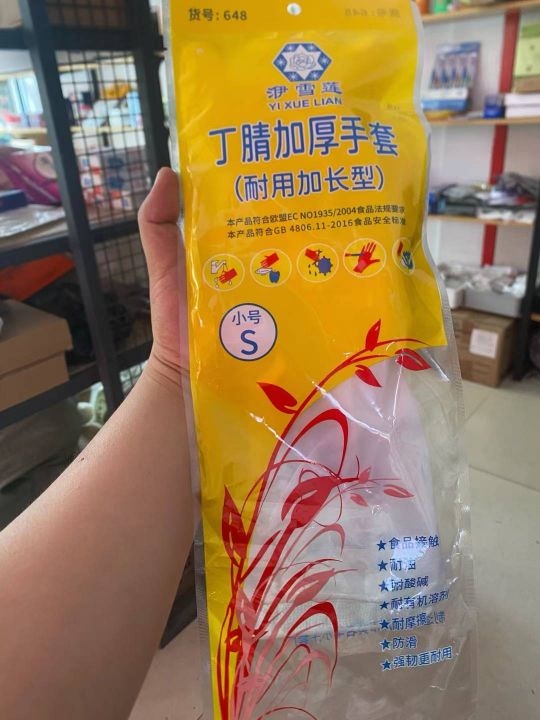 货号：648
伊雪莲
YI XUE LIAN
丁腈加厚手套
(耐用加长型)
本产品符合欧盟EC NO1935/2004食品法规要求
本产品符合GB 4806.11-2016食品安全标准
小号
S
★食品接触
★耐油
★耐酸碱
★耐有机溶剂
★耐摩擦
★防滑
★强韧更耐用